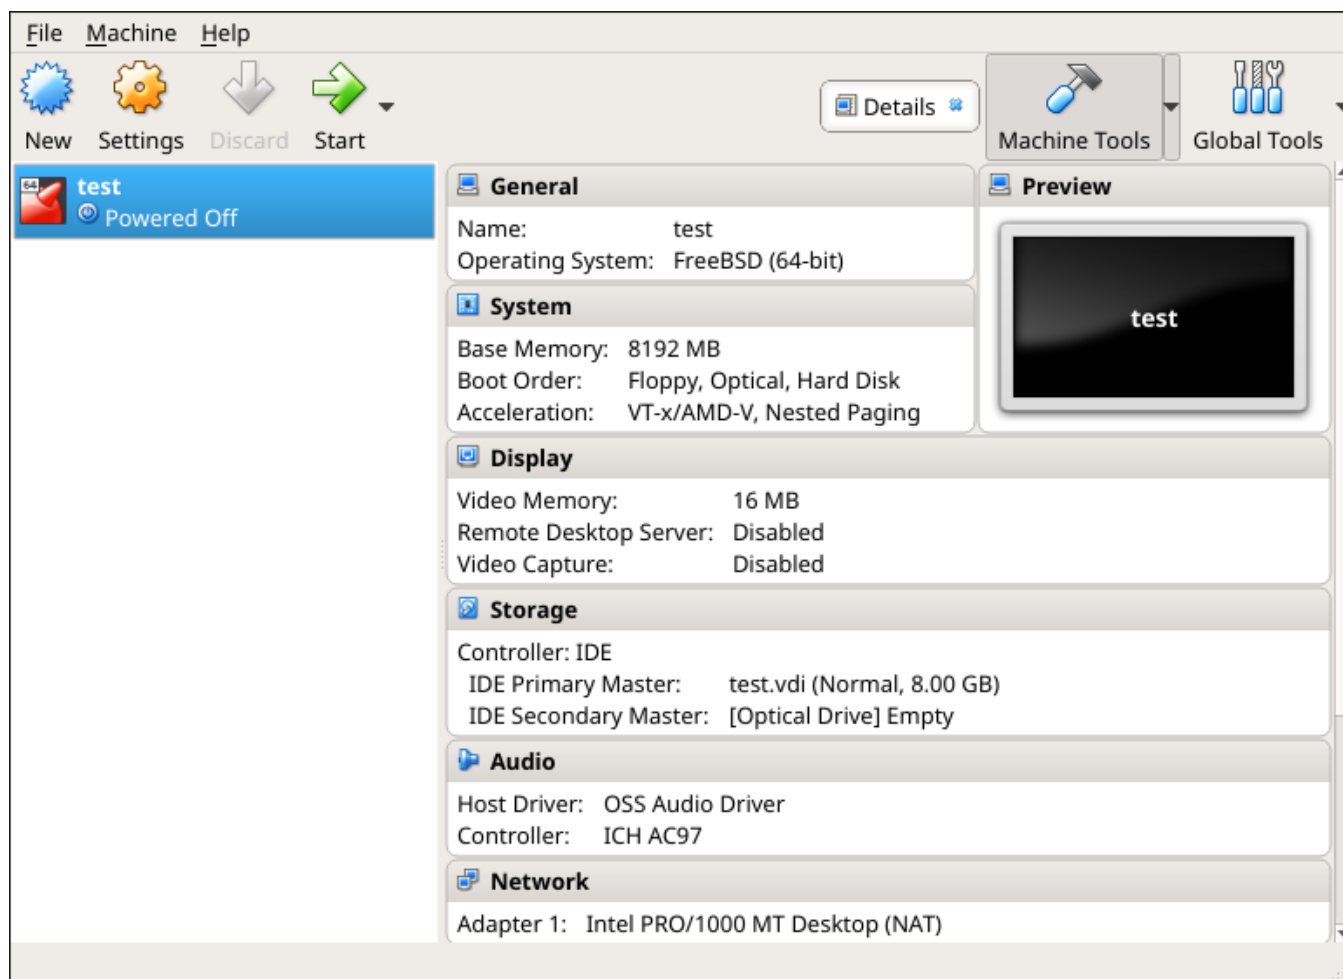 File Machine Help
New Settings Discard Start
Details
Machine Tools Global Tools
64
test
Powered Off
General
Name: test
Operating System: FreeBSD (64-bit)
Preview
test
System
Base Memory: 8192 MB
Boot Order: Floppy, Optical, Hard Disk
Acceleration: VT-x/AMD-V, Nested Paging
Display
Video Memory: 16 MB
Remote Desktop Server: Disabled
Video Capture: Disabled
Storage
Controller: IDE
IDE Primary Master: test.vdi (Normal, 8.00 GB)
IDE Secondary Master: [Optical Drive] Empty
Audio
Host Driver: OSS Audio Driver
Controller: ICH AC97
Network
Adapter 1: Intel PRO/1000 MT Desktop (NAT)